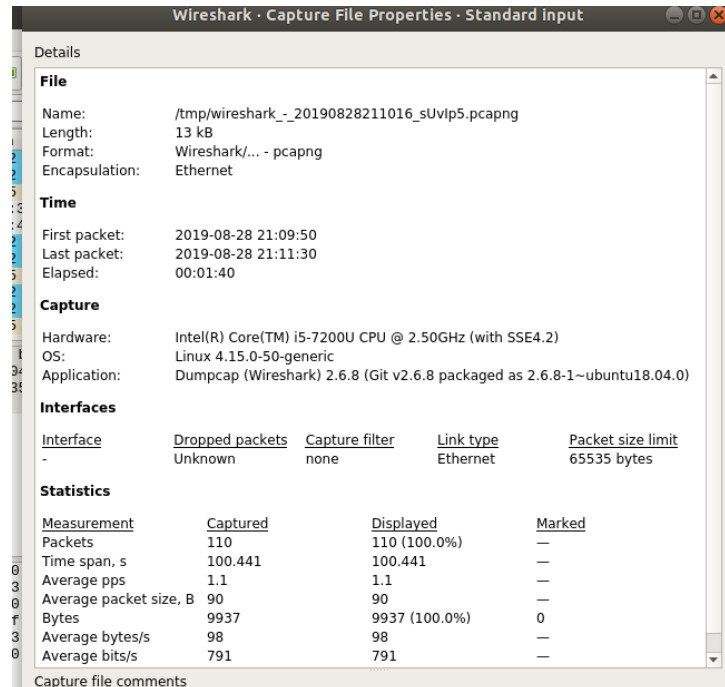 Wireshark · Capture File Properties · Standard input
Details
File
Name: /tmp/wireshark_-_20190828211016_sUvIp5.pcapng
Length: 13 kB
Format: Wireshark/... - pcapng
Encapsulation: Ethernet
Time
First packet: 2019-08-28 21:09:50
Last packet: 2019-08-28 21:11:30
Elapsed: 00:01:40
Capture
Hardware: Intel(R) Core(TM) i5-7200U CPU @ 2.50GHz (with SSE4.2)
OS: Linux 4.15.0-50-generic
Application: Dumpcap (Wireshark) 2.6.8 (Git v2.6.8 packaged as 2.6.8-1~ubuntu18.04.0)
Interfaces
Interface Dropped packets Capture filter Link type Packet size limit
- Unknown none Ethernet 65535 bytes
Statistics
Measurement Captured Displayed Marked
Packets 110 110 (100.0%) —
Time span, s 100.441 100.441 —
Average pps 1.1 1.1 —
Average packet size, B 90 90 —
Bytes 9937 9937 (100.0%) 0
Average bytes/s 98 98 —
Average bits/s 791 791 —
Capture file comments